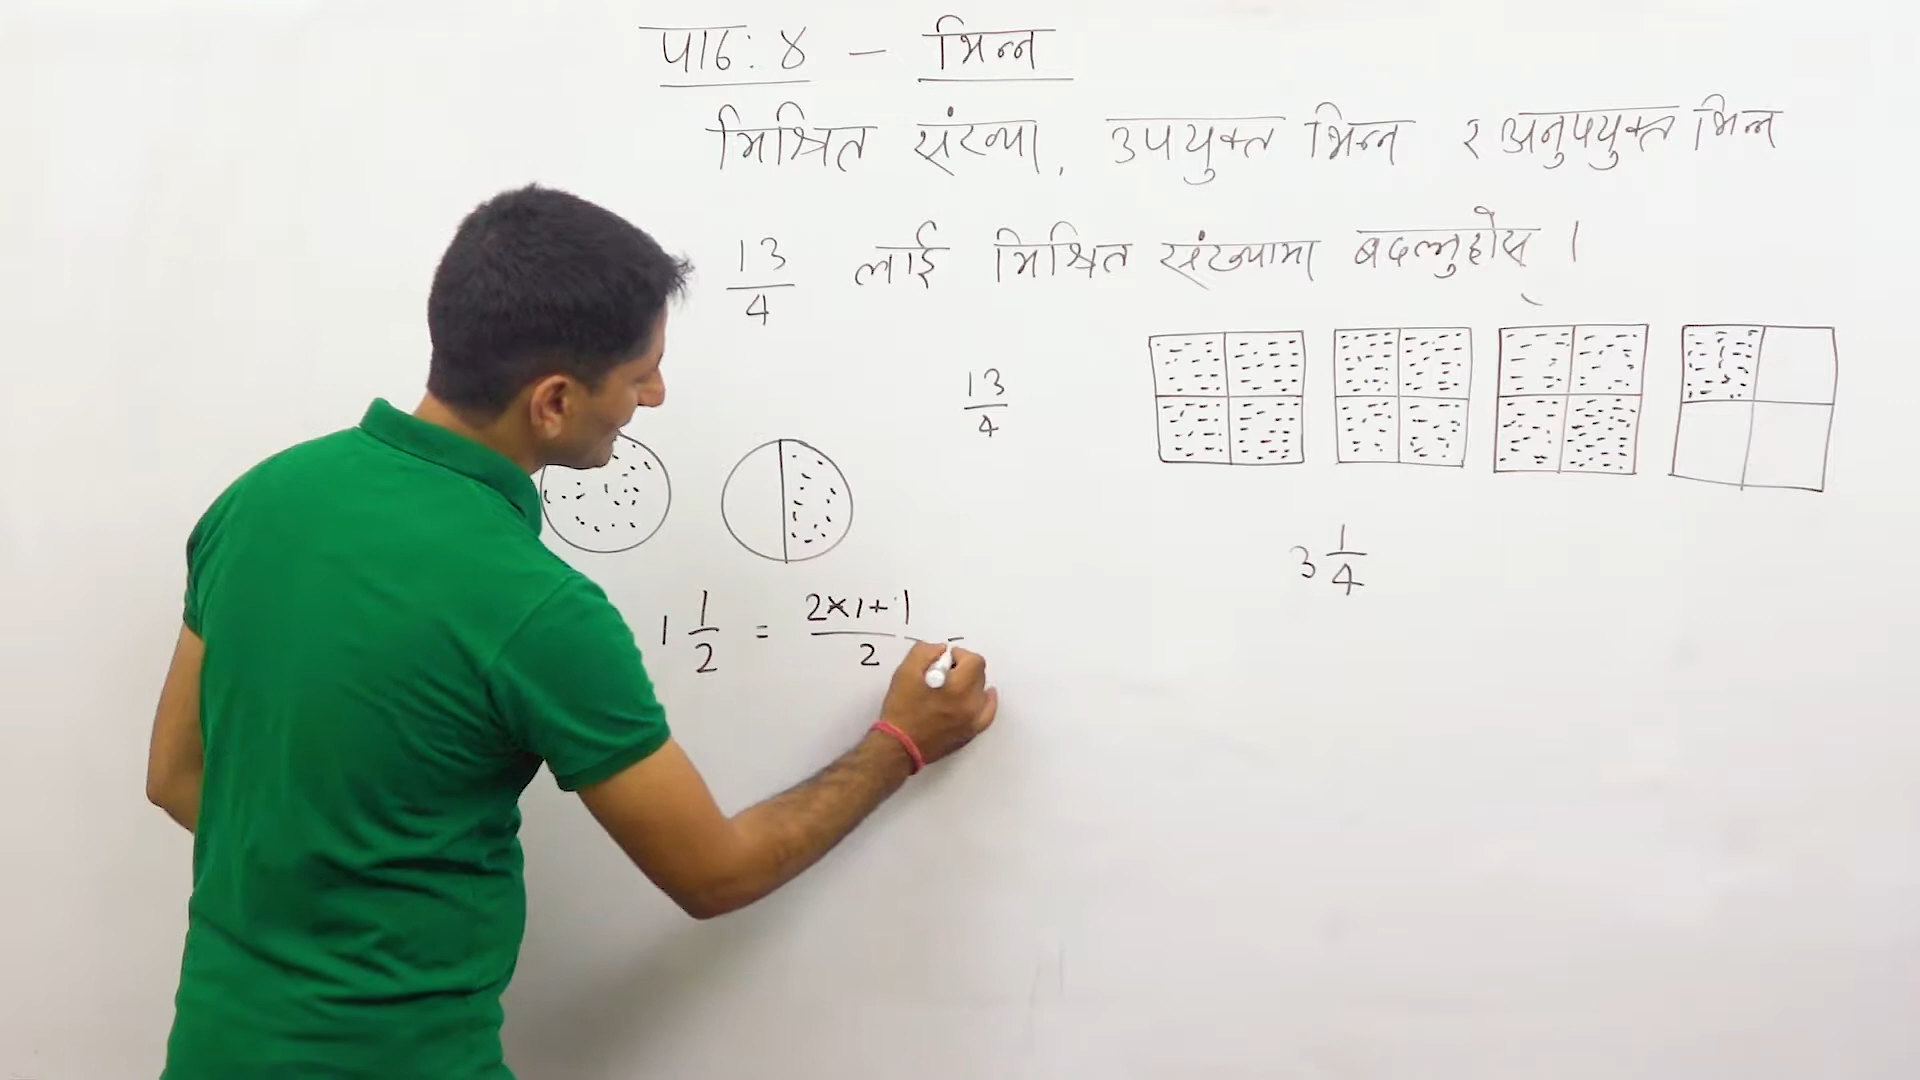 पाठ: ४ - भिन्न
मिश्रित संख्या, उपयुक्त भिन्न र अनुपयुक्त भिन्न
13/4 लाई मिश्रित संख्यामा बदल्नुहोस् ।
13/4
3 1/4
1 1/2 = 2×1+1/2 =